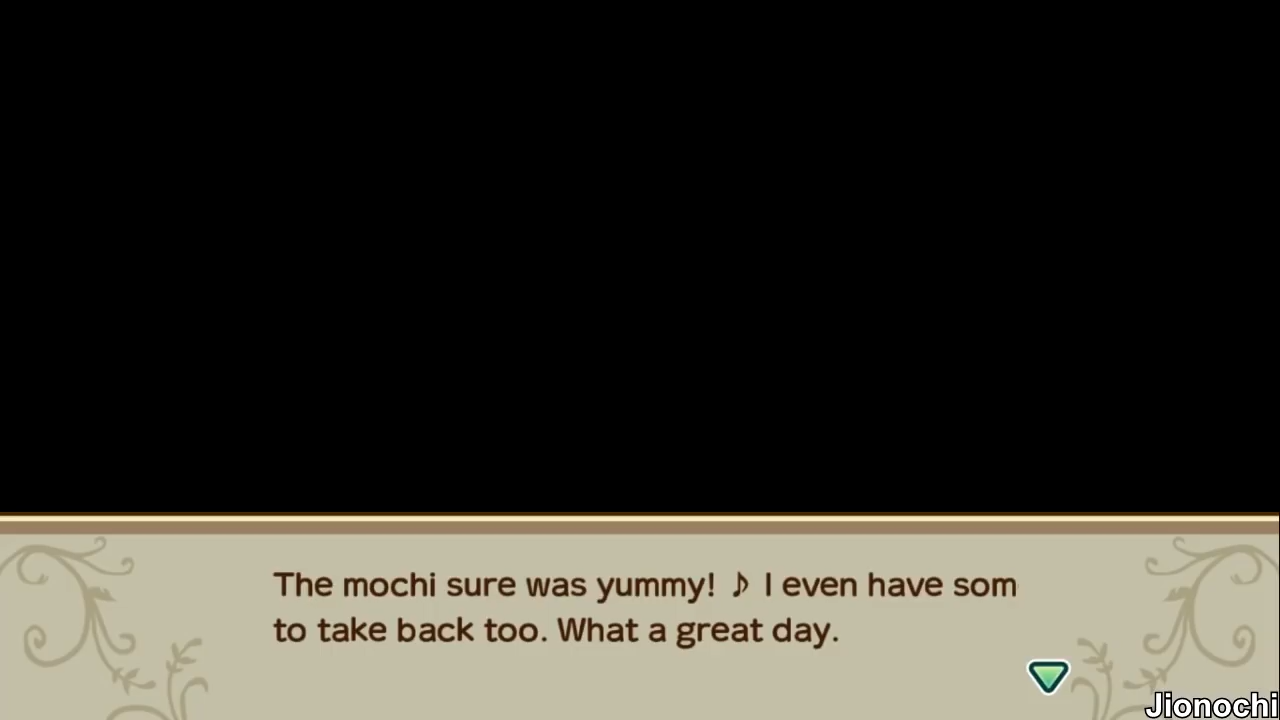 The mochi sure was yummy! ♪ I even have som
to take back too. What a great day.
Jionochi